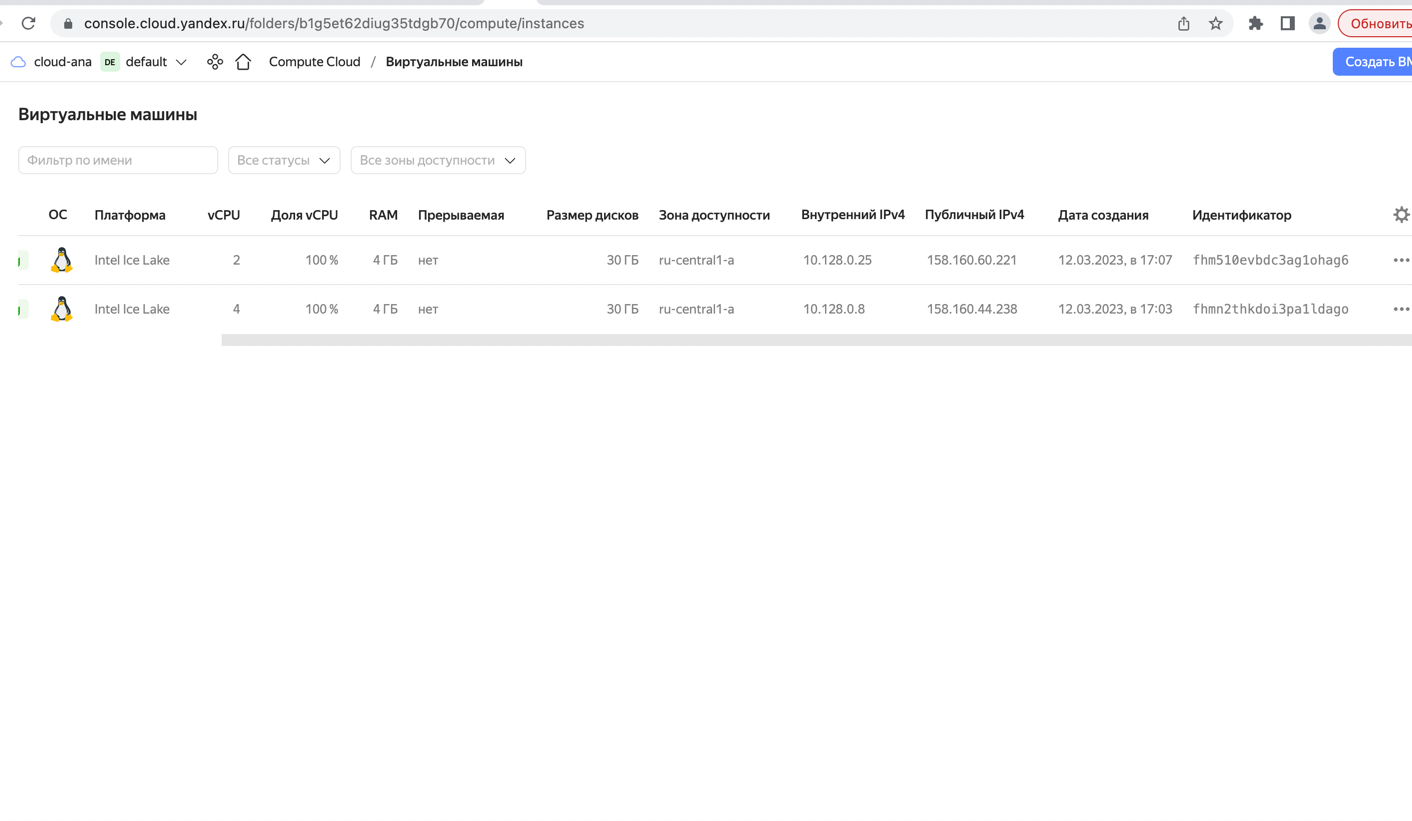 console.cloud.yandex.ru/folders/b1g5et62diug35tdgb70/compute/instances
Обновить
cloud-ana DE default Compute Cloud / Виртуальные машины
Создать ВМ
Виртуальные машины
Фильтр по имени Все статусы Все зоны доступности
ОС Платформа vCPU Доля vCPU RAM Прерываемая Размер дисков Зона доступности Внутренний IPv4 Публичный IPv4 Дата создания Идентификатор
Intel Ice Lake 2 100 % 4 ГБ нет 30 ГБ ru-central1-a 10.128.0.25 158.160.60.221 12.03.2023, в 17:07 fhm510evbdc3ag1ohag6
Intel Ice Lake 4 100 % 4 ГБ нет 30 ГБ ru-central1-a 10.128.0.8 158.160.44.238 12.03.2023, в 17:03 fhmn2thkdoi3pa1ldago